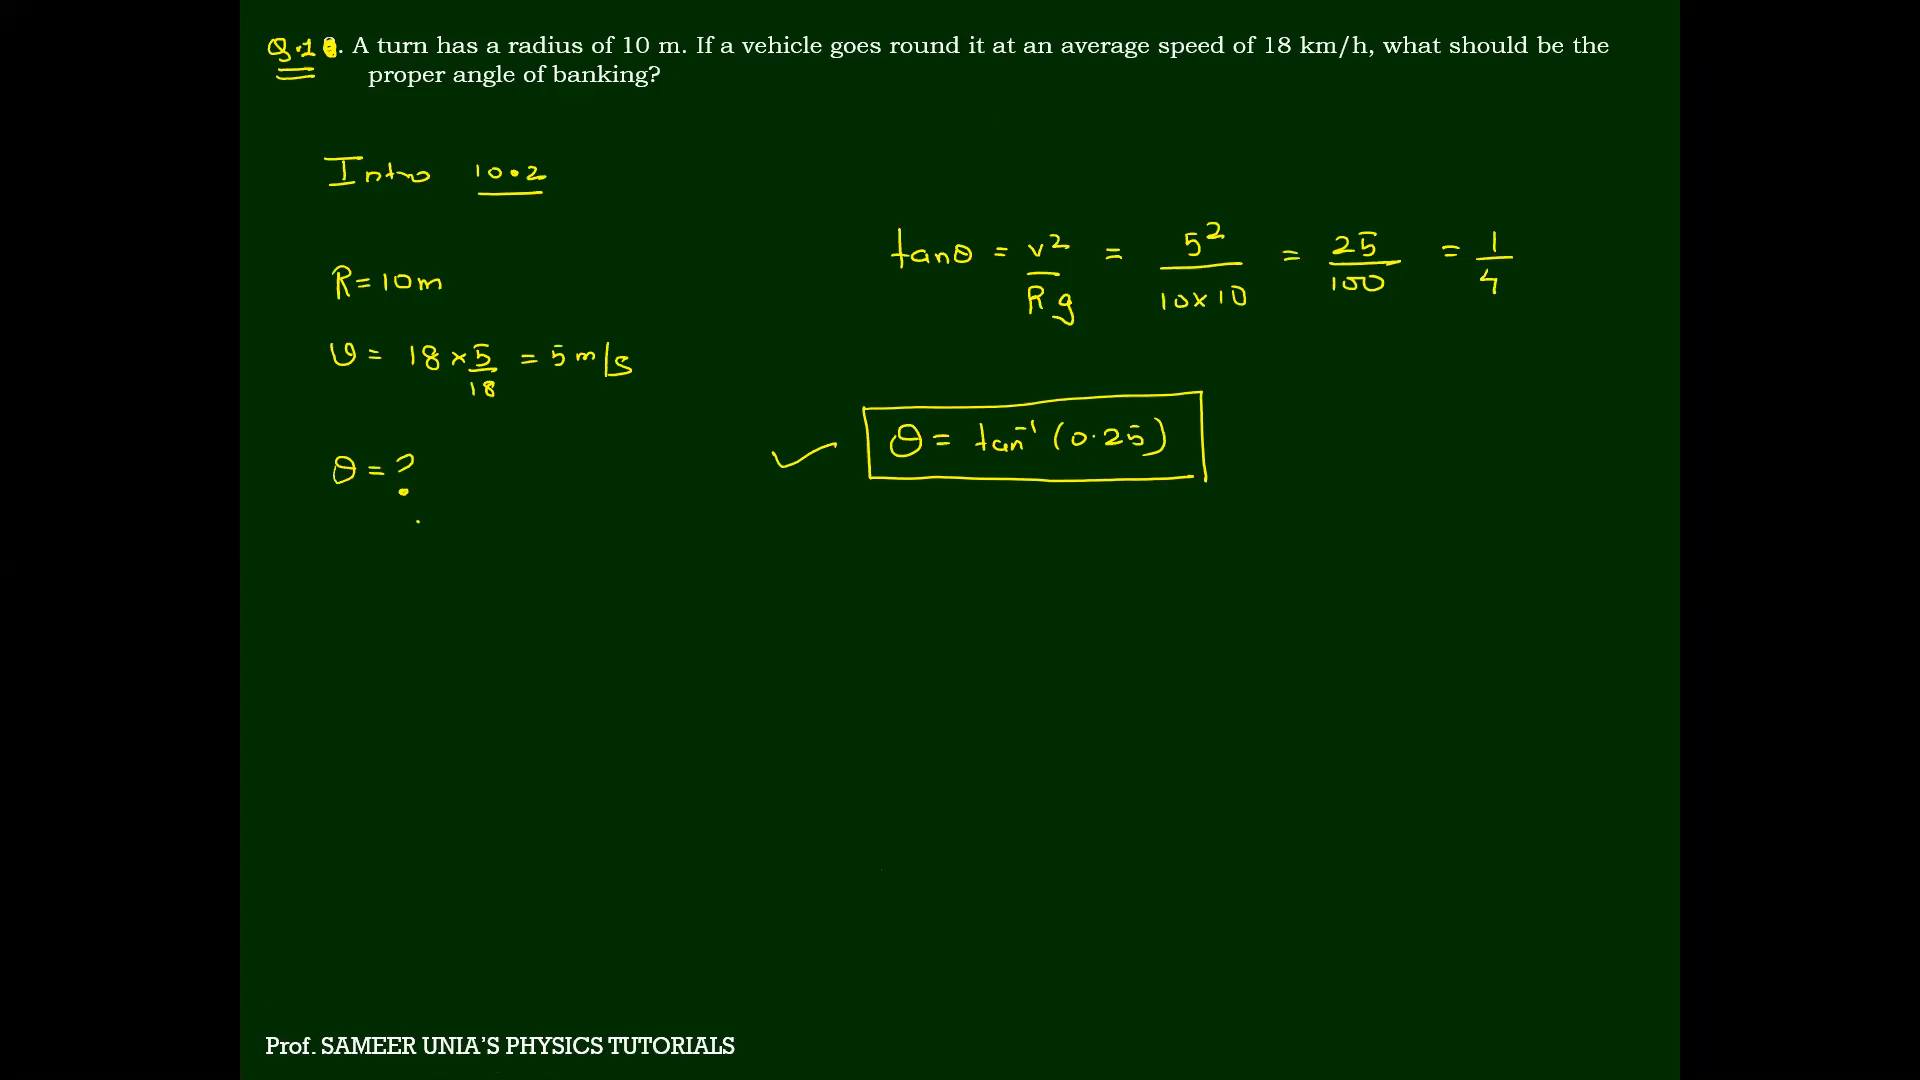 Q.1 . A turn has a radius of 10 m. If a vehicle goes round it at an average speed of 18 km/h, what should be the
proper angle of banking?
Intro 10.2
R = 10 m
v = 18 × 5/18 = 5 m/s
θ = ?
tanθ = v²/Rg = 5²/10×10 = 25/100 = 1/4
θ = tan⁻¹ (0.25)
Prof. SAMEER UNIA'S PHYSICS TUTORIALS